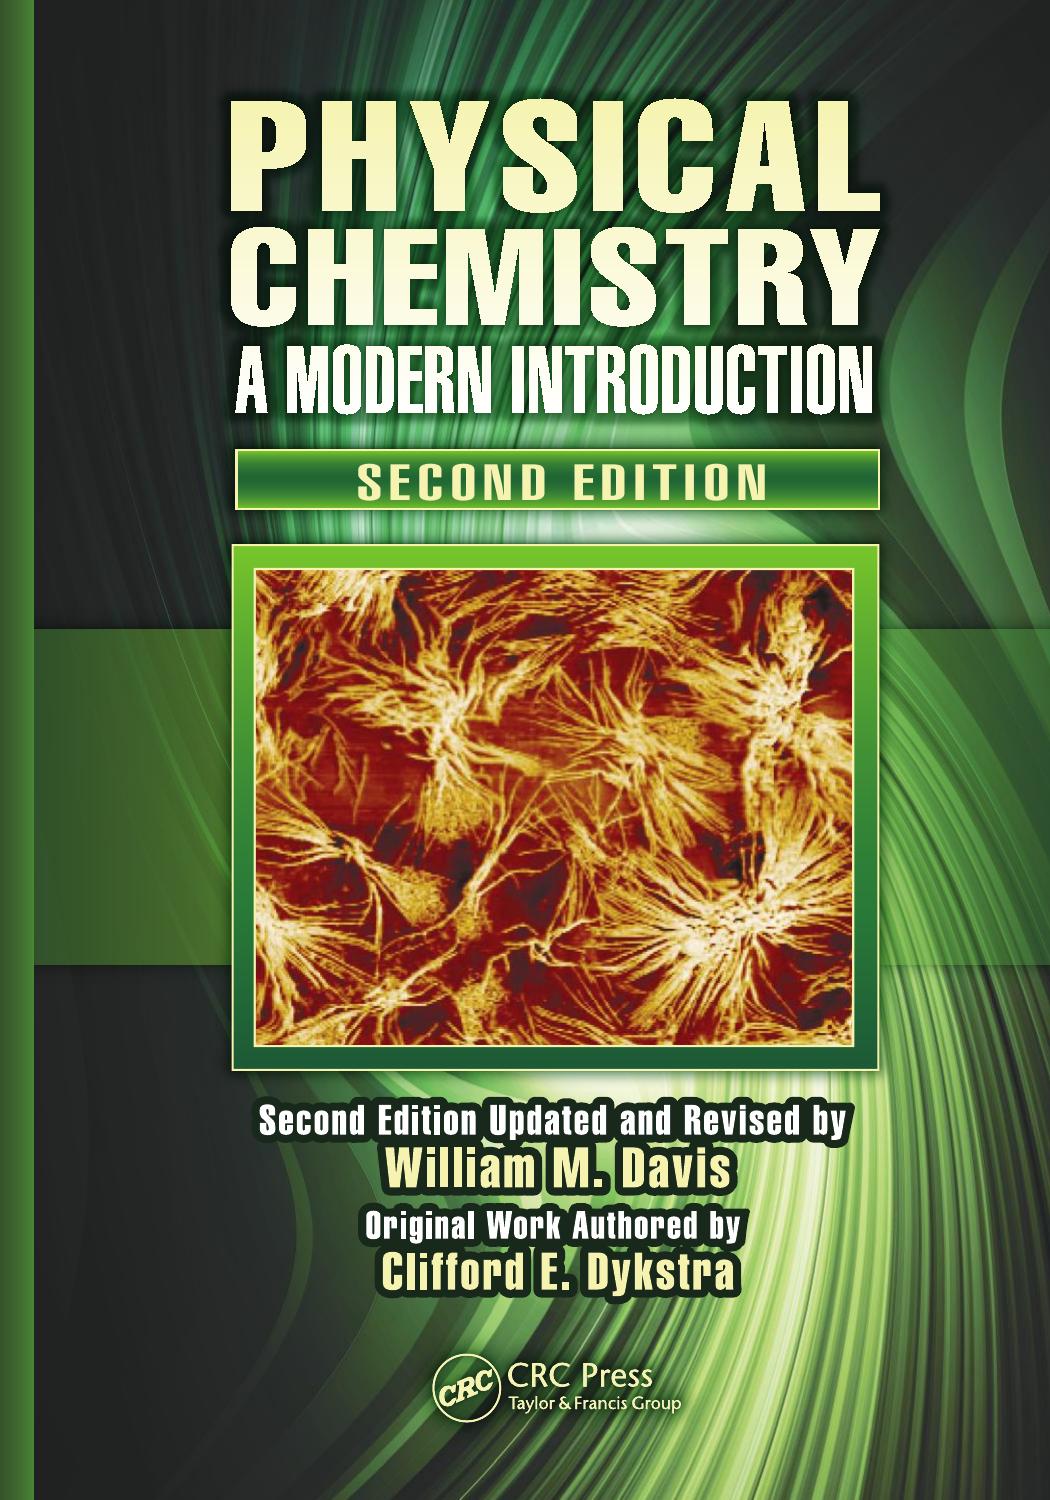 PHYSICAL
CHEMISTRY
A MODERN INTRODUCTION
SECOND EDITION
Second Edition Updated and Revised by
William M. Davis
Original Work Authored by
Clifford E. Dykstra
CRC
CRC Press
Taylor & Francis Group